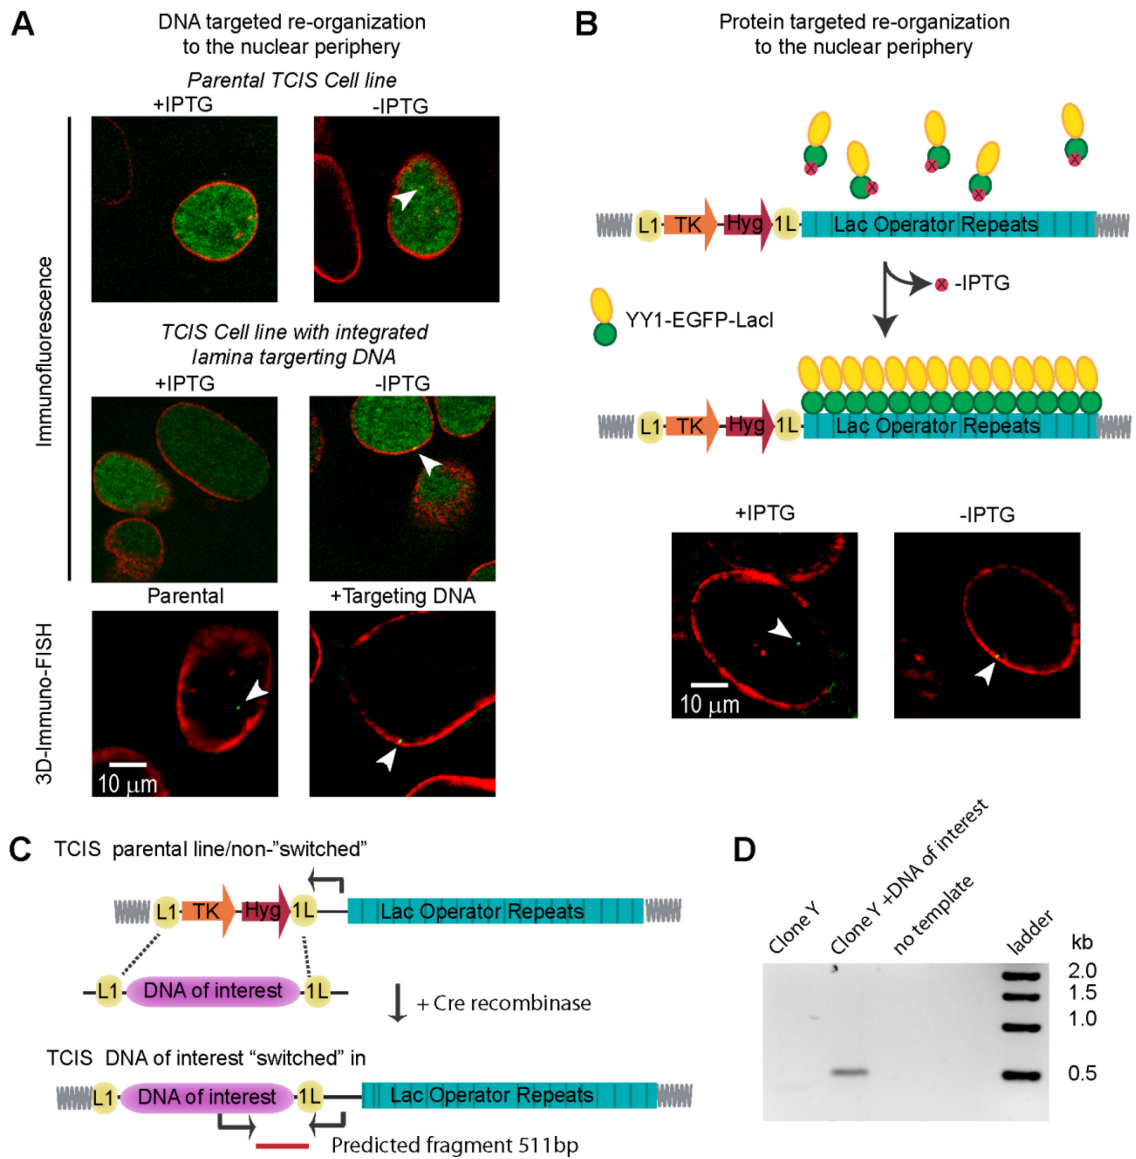 A
DNA targeted re-organization
to the nuclear periphery
Parental TCIS Cell line
+IPTG
-IPTG
Immunofluorescence
TCIS Cell line with integrated
lamina targterting DNA
+IPTG
-IPTG
Parental
+Targeting DNA
3D-Immuno-FISH
10 μm
B
Protein targeted re-organization
to the nuclear periphery
X X X X X
L1 TK Hyg 1L Lac Operator Repeats
X -IPTG
YY1-EGFP-LacI
L1 TK Hyg 1L Lac Operator Repeats
+IPTG
-IPTG
10 μm
C
TCIS parental line/non-"switched"
L1 TK Hyg 1L Lac Operator Repeats
L1 DNA of interest 1L
+ Cre recombinase
TCIS DNA of interest "switched" in
L1 DNA of interest 1L Lac Operator Repeats
Predicted fragment 511bp
D
Clone Y
Clone Y +DNA of interest
no template
ladder
kb
2.0
1.5
1.0
0.5